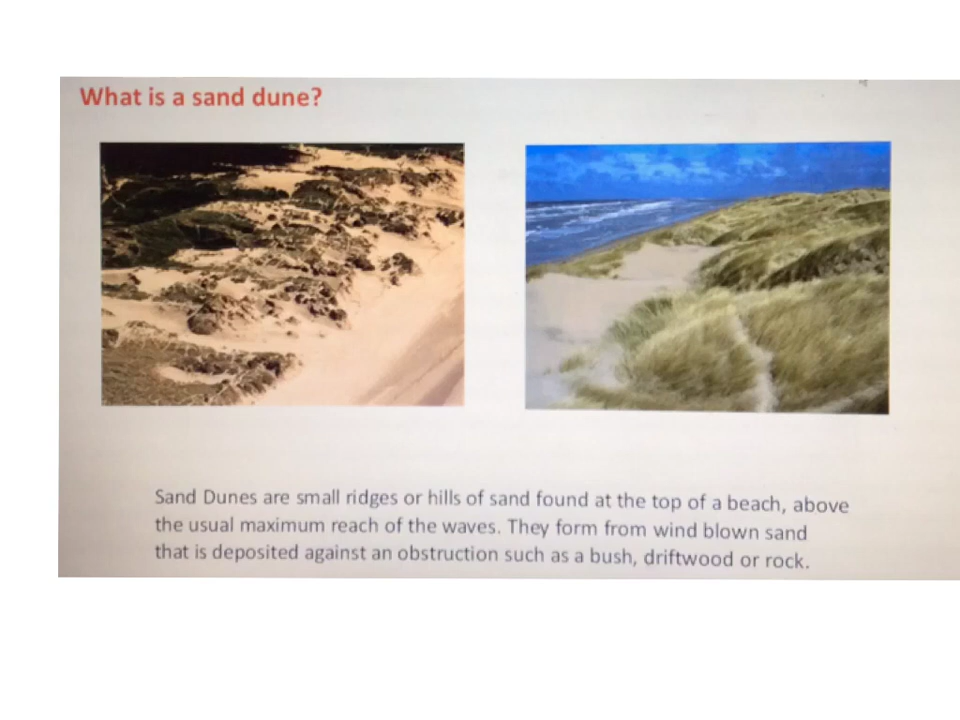 What is a sand dune?
Sand Dunes are small ridges or hills of sand found at the top of a beach, above
the usual maximum reach of the waves. They form from wind blown sand
that is deposited against an obstruction such as a bush, driftwood or rock.